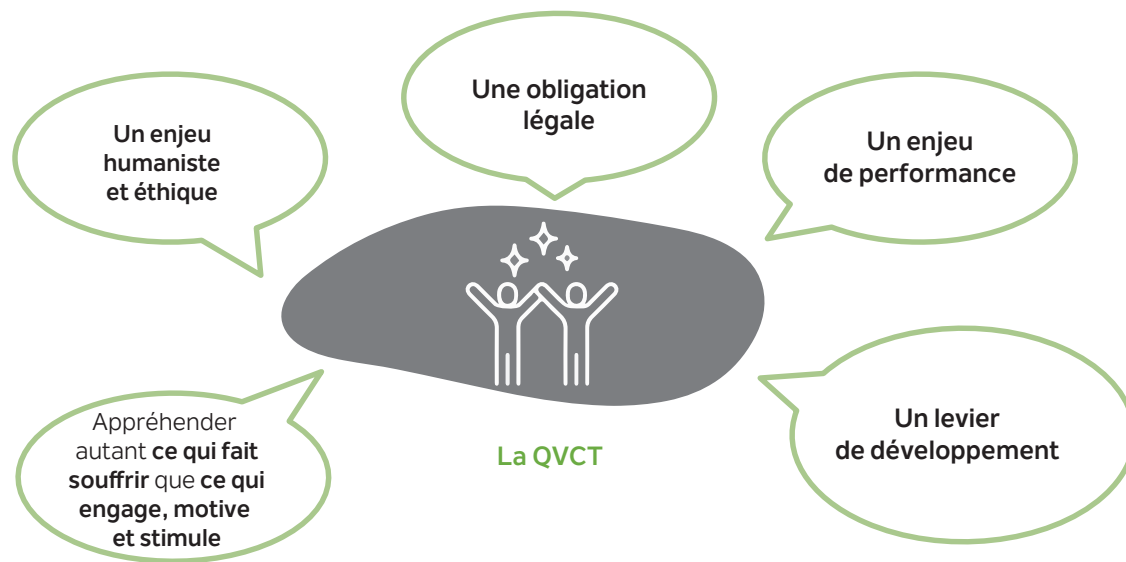 Une obligation
légale
Un enjeu
humaniste
et éthique
Un enjeu
de performance
Appréhender
autant ce qui fait
souffrir que ce qui
engage, motive
et stimule
La QVCT
Un levier
de développement